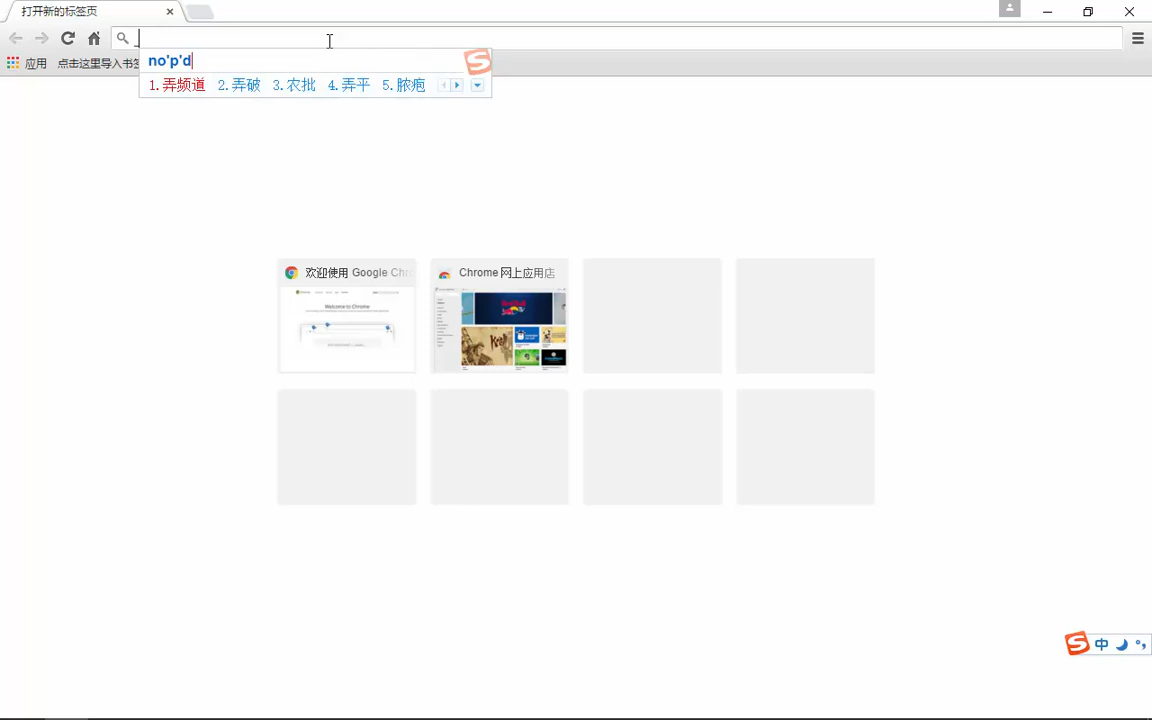 打开新的标签页
no'p'd
应用 点击这里导入书签
1.弄频道 2.弄破 3.农批 4.弄平 5.脓疱
欢迎使用 Google Chr
Chrome 网上应用店
Welcome to Chrome
中